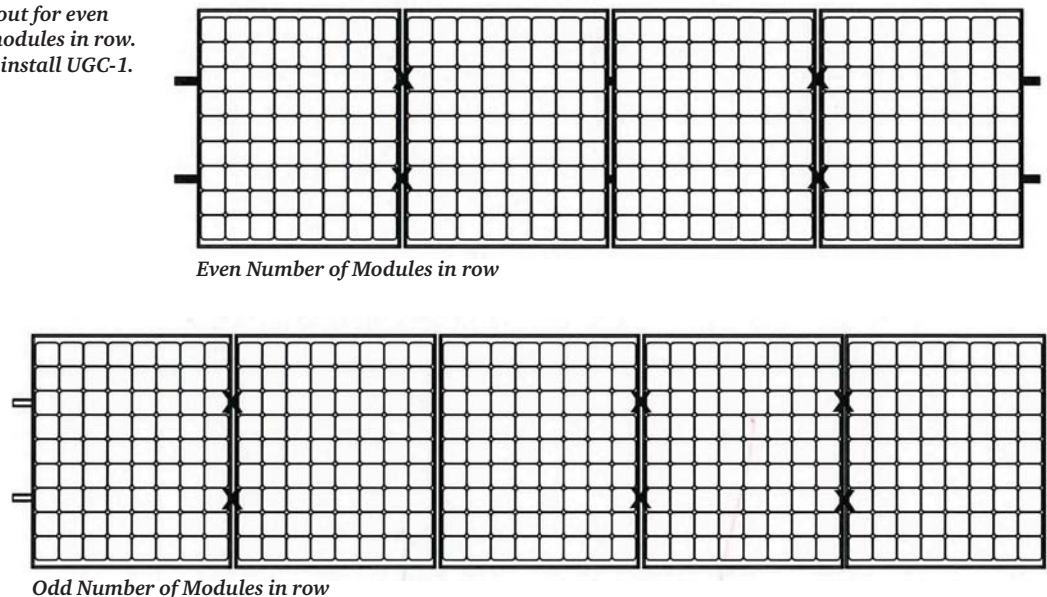 out for even
modules in row.
install UGC-1.
Even Number of Modules in row
Odd Number of Modules in row